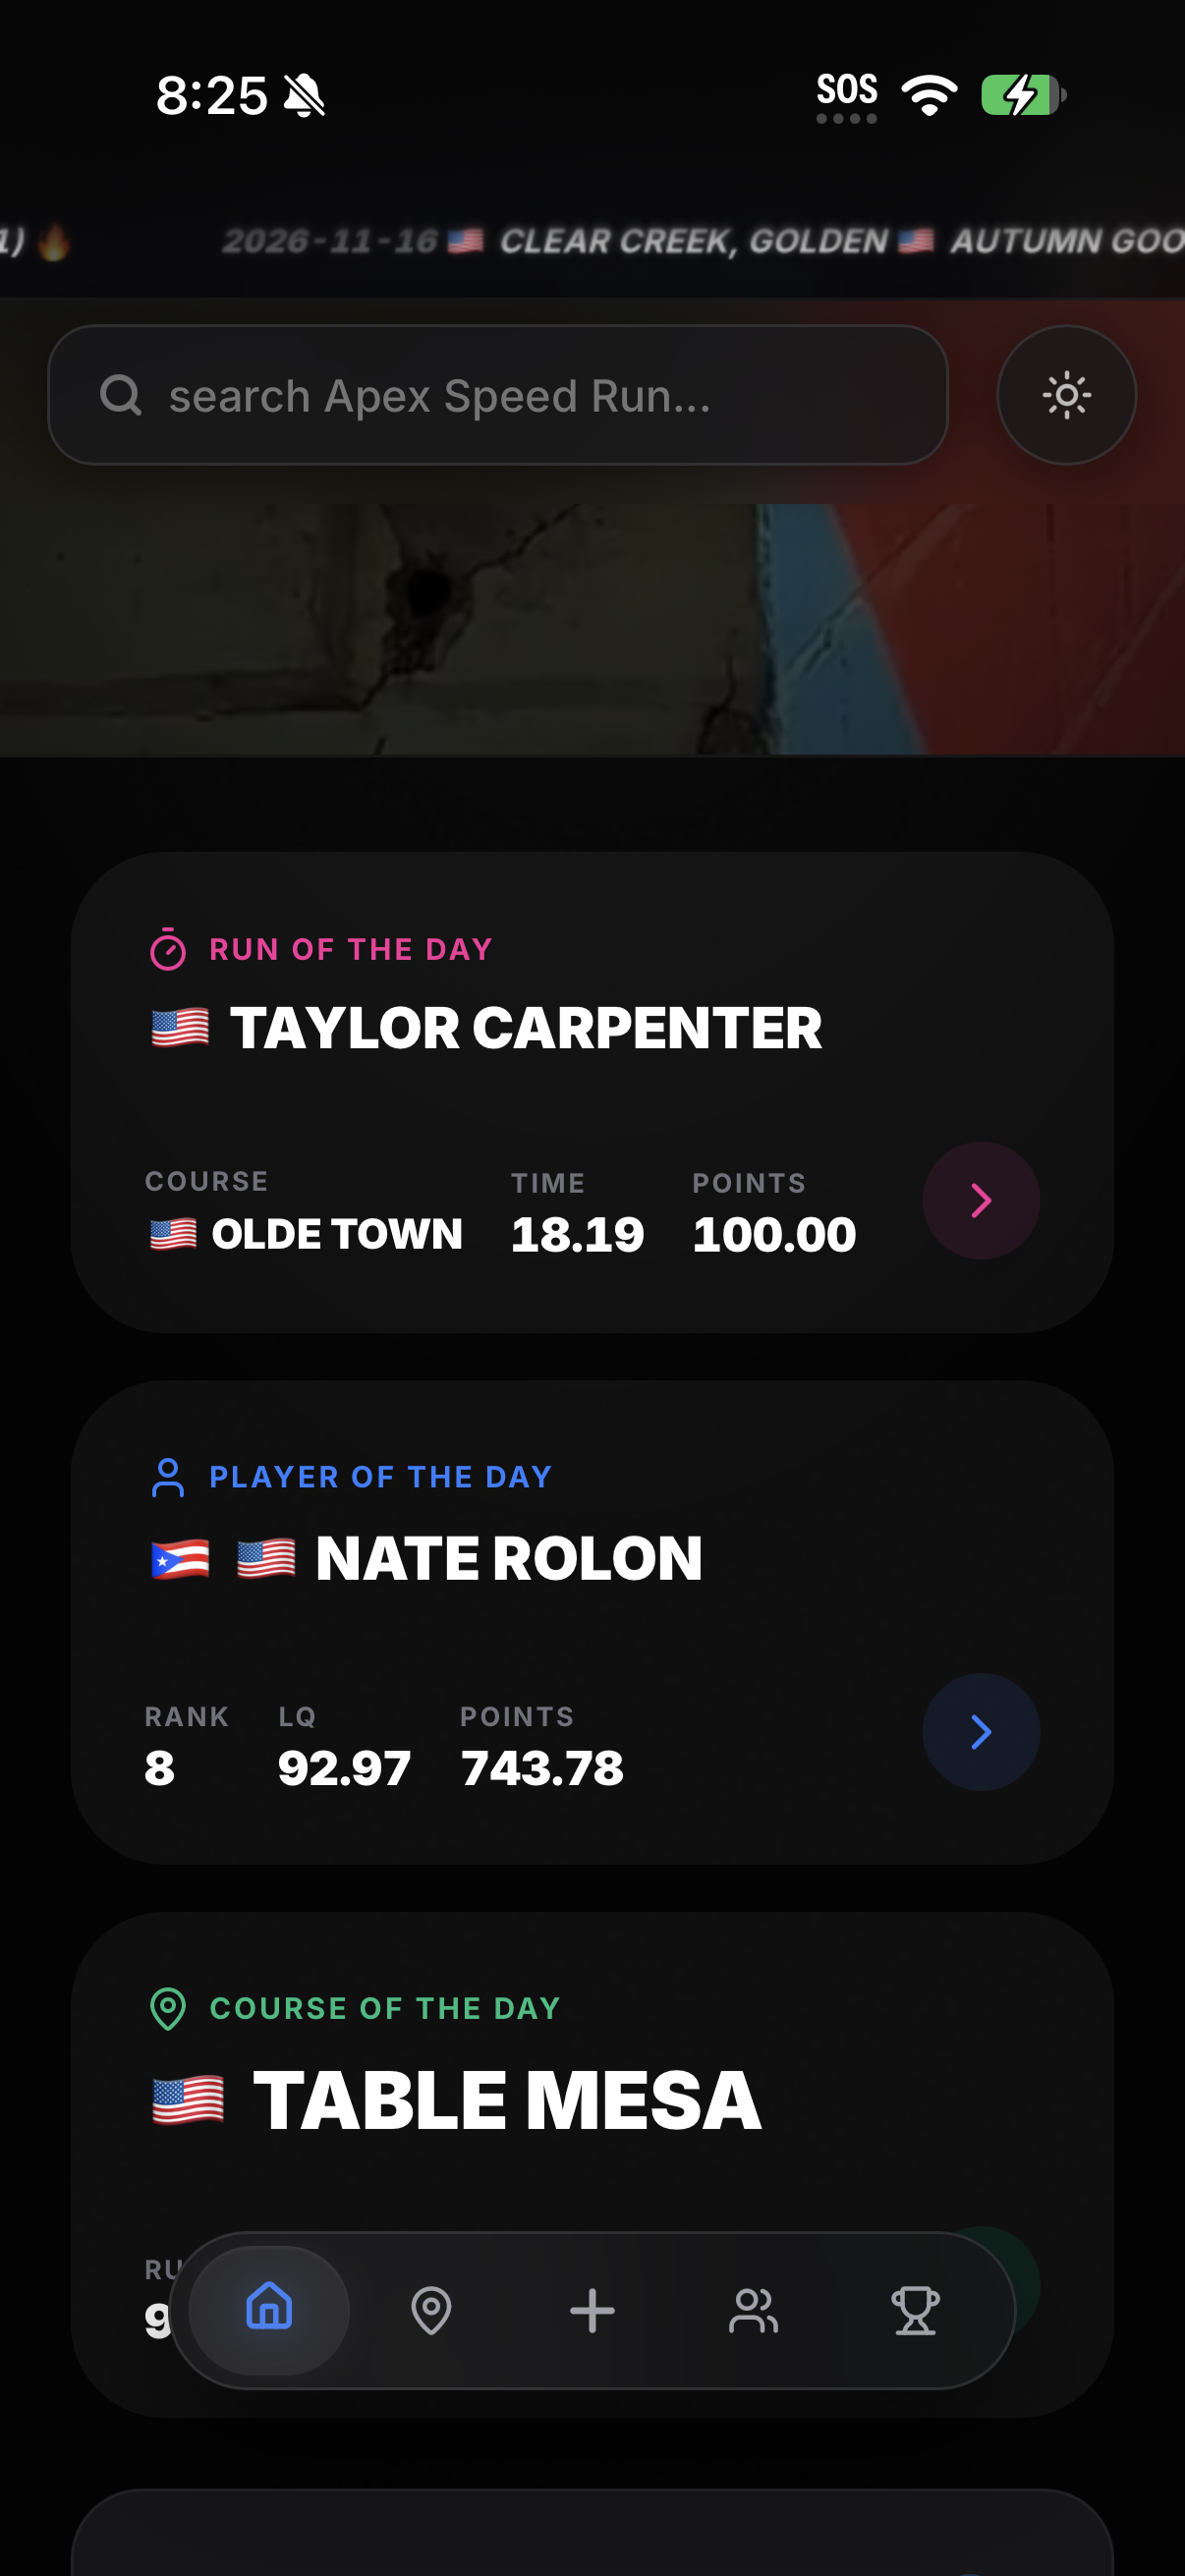 8:25
SOS
1) 🔥 2026-11-16 🇺🇸 CLEAR CREEK, GOLDEN 🇺🇸 AUTUMN GOO
search Apex Speed Run...
RUN OF THE DAY
🇺🇸 TAYLOR CARPENTER
COURSE TIME POINTS
🇺🇸 OLDE TOWN 18.19 100.00
PLAYER OF THE DAY
🇵🇷 🇺🇸 NATE ROLON
RANK LQ POINTS
8 92.97 743.78
COURSE OF THE DAY
🇺🇸 TABLE MESA
RU
9